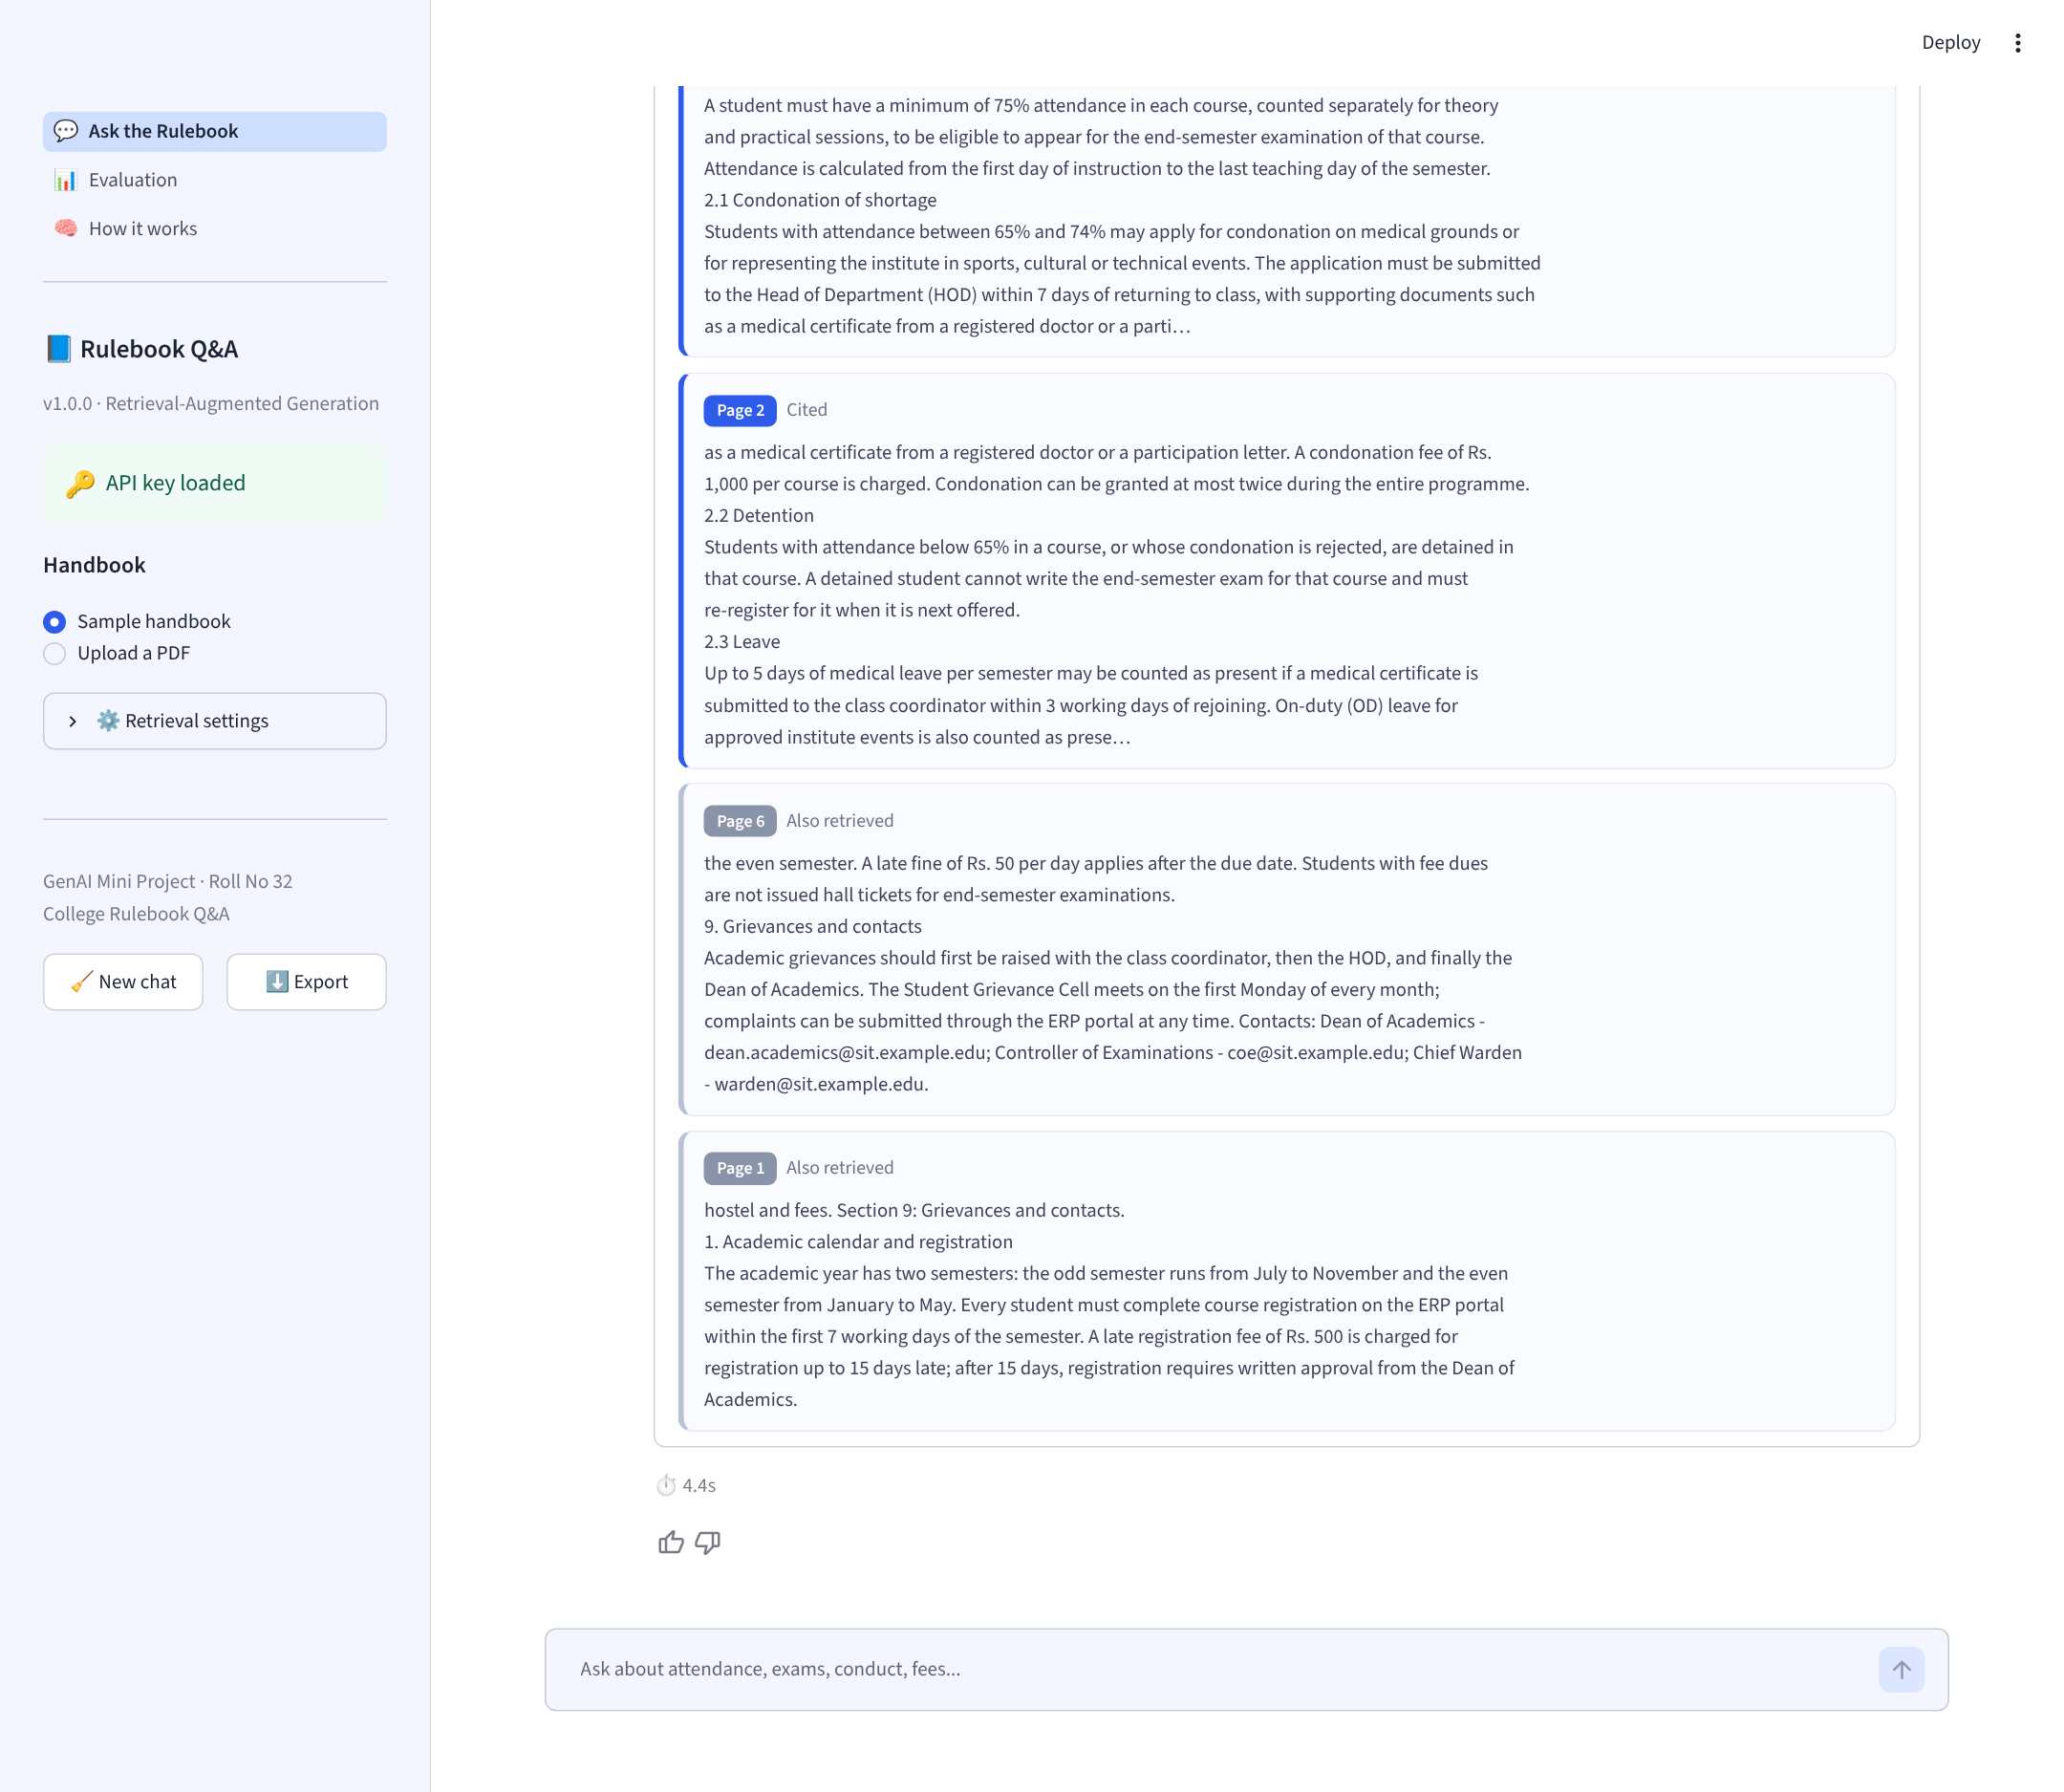 Deploy
💬 Ask the Rulebook
📊 Evaluation
🧠 How it works
📘 Rulebook Q&A
v1.0.0 · Retrieval-Augmented Generation
🔑 API key loaded
Handbook
Sample handbook
Upload a PDF
⚙️ Retrieval settings
GenAI Mini Project · Roll No 32
College Rulebook Q&A
🧹 New chat
⬇️ Export
A student must have a minimum of 75% attendance in each course, counted separately for theory
and practical sessions, to be eligible to appear for the end-semester examination of that course.
Attendance is calculated from the first day of instruction to the last teaching day of the semester.
2.1 Condonation of shortage
Students with attendance between 65% and 74% may apply for condonation on medical grounds or
for representing the institute in sports, cultural or technical events. The application must be submitted
to the Head of Department (HOD) within 7 days of returning to class, with supporting documents such
as a medical certificate from a registered doctor or a parti…
Page 2 Cited
as a medical certificate from a registered doctor or a participation letter. A condonation fee of Rs.
1,000 per course is charged. Condonation can be granted at most twice during the entire programme.
2.2 Detention
Students with attendance below 65% in a course, or whose condonation is rejected, are detained in
that course. A detained student cannot write the end-semester exam for that course and must
re-register for it when it is next offered.
2.3 Leave
Up to 5 days of medical leave per semester may be counted as present if a medical certificate is
submitted to the class coordinator within 3 working days of rejoining. On-duty (OD) leave for
approved institute events is also counted as prese…
Page 6 Also retrieved
the even semester. A late fine of Rs. 50 per day applies after the due date. Students with fee dues
are not issued hall tickets for end-semester examinations.
9. Grievances and contacts
Academic grievances should first be raised with the class coordinator, then the HOD, and finally the
Dean of Academics. The Student Grievance Cell meets on the first Monday of every month;
complaints can be submitted through the ERP portal at any time. Contacts: Dean of Academics -
dean.academics@sit.example.edu; Controller of Examinations - coe@sit.example.edu; Chief Warden
- warden@sit.example.edu.
Page 1 Also retrieved
hostel and fees. Section 9: Grievances and contacts.
1. Academic calendar and registration
The academic year has two semesters: the odd semester runs from July to November and the even
semester from January to May. Every student must complete course registration on the ERP portal
within the first 7 working days of the semester. A late registration fee of Rs. 500 is charged for
registration up to 15 days late; after 15 days, registration requires written approval from the Dean of
Academics.
⏱️ 4.4s
Ask about attendance, exams, conduct, fees...